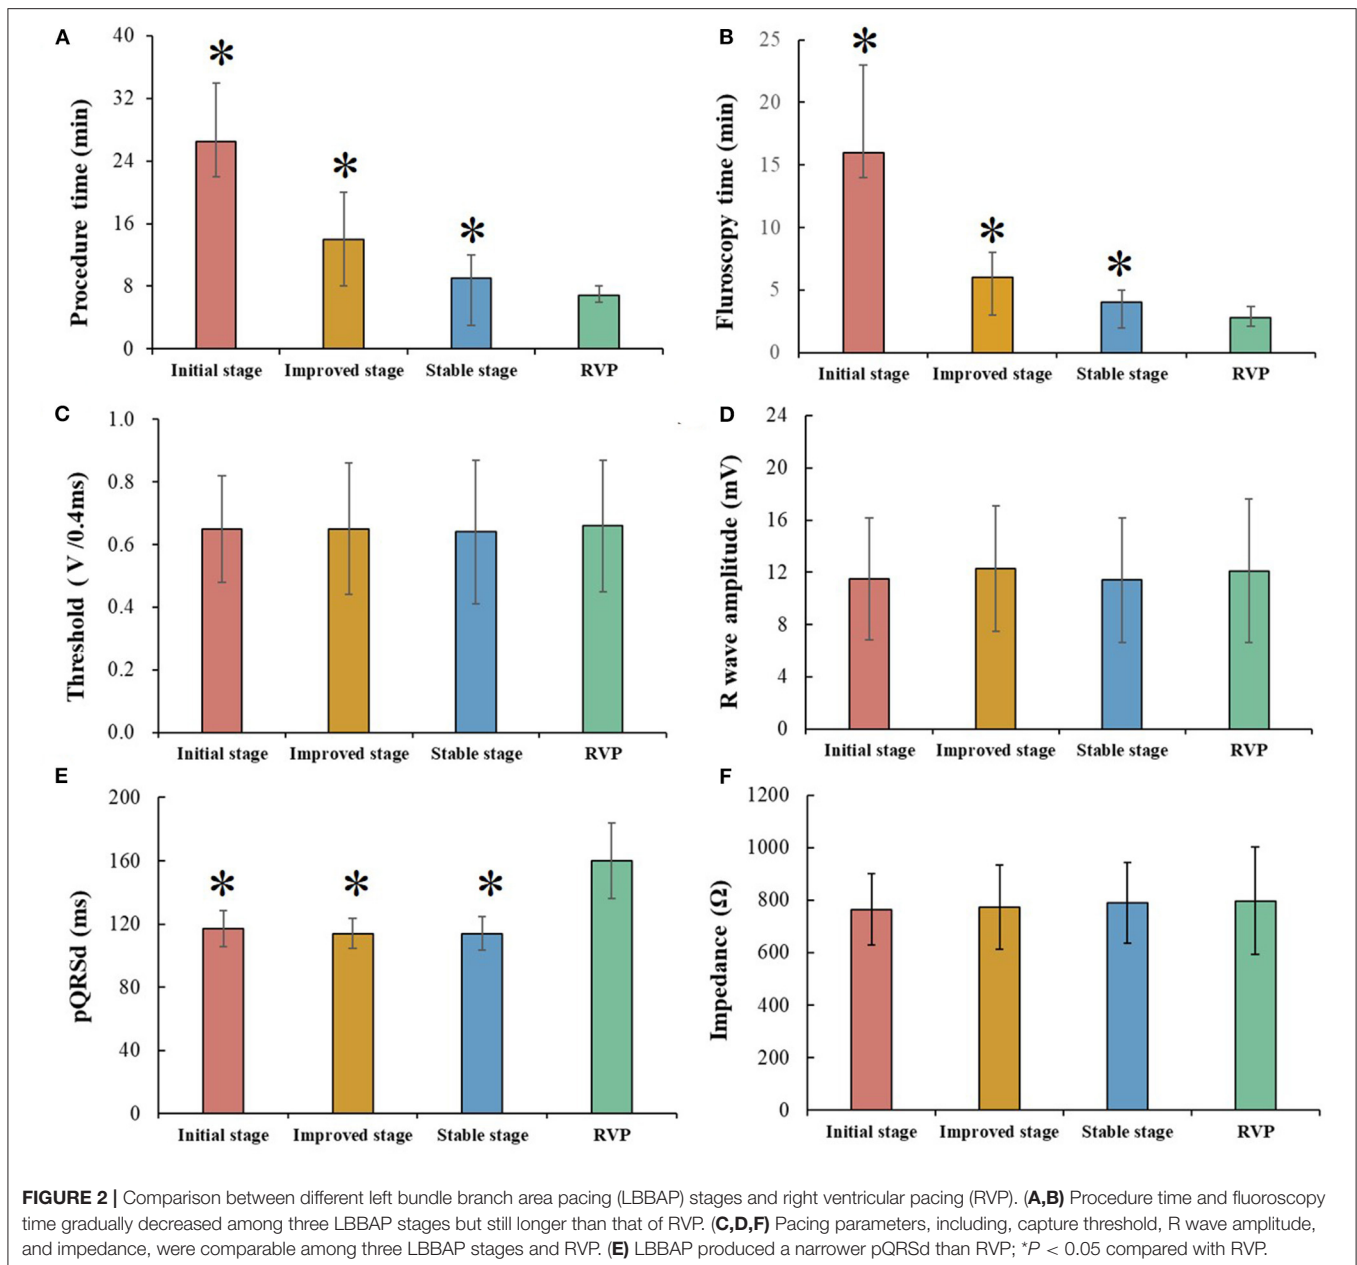 A
Procedure time (min)
40
32
24
16
8
0
*
*
*
Initial stage Improved stage Stable stage RVP
B
Fluroscopy time (min)
25
20
15
10
5
0
*
*
*
Initial stage Improved stage Stable stage RVP
C
Threshold ( V /0.4ms)
1.0
0.8
0.6
0.4
0.2
0.0
Initial stage Improved stage Stable stage RVP
D
R wave amplitude (mV)
24
20
16
12
8
4
0
Initial stage Improved stage Stable stage RVP
E
pQRSd (ms)
200
160
120
80
40
0
* * *
Initial stage Improved stage Stable stage RVP
F
Impedance (Ω)
1200
1000
800
600
400
200
0
Initial stage Improved stage Stable stage RVP
FIGURE 2 | Comparison between different left bundle branch area pacing (LBBAP) stages and right ventricular pacing (RVP). (A,B) Procedure time and fluoroscopy
time gradually decreased among three LBBAP stages but still longer than that of RVP. (C,D,F) Pacing parameters, including, capture threshold, R wave amplitude,
and impedance, were comparable among three LBBAP stages and RVP. (E) LBBAP produced a narrower pQRSd than RVP; *P < 0.05 compared with RVP.